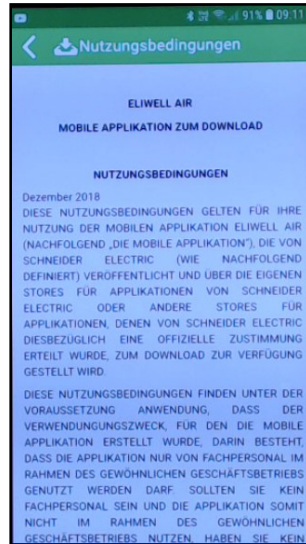 91% 09:11
Nutzungsbedingungen
ELIWELL AIR
MOBILE APPLIKATION ZUM DOWNLOAD
NUTZUNGSBEDINGUNGEN
Dezember 2018
DIESE NUTZUNGSBEDINGUNGEN GELTEN FÜR IHRE
NUTZUNG DER MOBILEN APPLIKATION ELIWELL AIR
(NACHFOLGEND „DIE MOBILE APPLIKATION"), DIE VON
SCHNEIDER ELECTRIC (WIE NACHFOLGEND
DEFINIERT) VERÖFFENTLICHT UND ÜBER DIE EIGENEN
STORES FÜR APPLIKATIONEN VON SCHNEIDER
ELECTRIC ODER ANDERE STORES FÜR
APPLIKATIONEN, DENEN VON SCHNEIDER ELECTRIC
DIESBEZÜGLICH EINE OFFIZIELLE ZUSTIMMUNG
ERTEILT WURDE, ZUM DOWNLOAD ZUR VERFÜGUNG
GESTELLT WIRD.
DIESE NUTZUNGSBEDINGUNGEN FINDEN UNTER DER
VORAUSSETZUNG ANWENDUNG, DASS DER
VERWENDUNGUNGSZWECK, FÜR DEN DIE MOBILE
APPLIKATION ERSTELLT WURDE, DARIN BESTEHT,
DASS DIE APPLIKATION NUR VON FACHPERSONAL IM
RAHMEN DES GEWÖHNLICHEN GESCHÄFTSBETRIEBS
GENUTZT WERDEN DARF. SOLLTEN SIE KEIN
FACHPERSONAL SEIN UND DIE APPLIKATION SOMIT
NICHT IM RAHMEN DES GEWÖHNLICHEN
GESCHÄFTSBETRIEBS NUTZEN, HABEN SIE KEIN